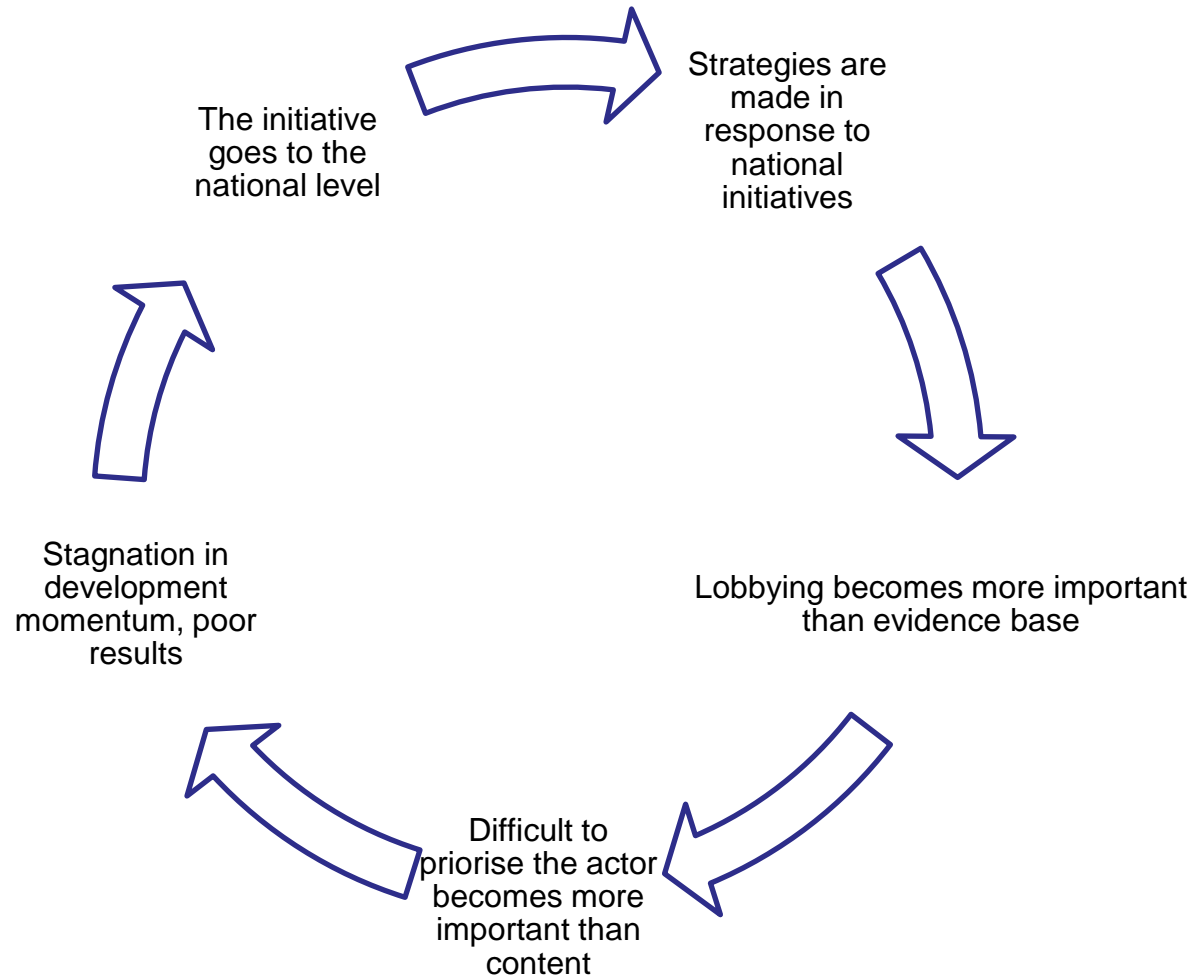 The initiative
goes to the
national level
Strategies are
made in
response to
national
initiatives
Lobbying becomes more important
than evidence base
Difficult to
priorise the actor
becomes more
important than
content
Stagnation in
development
momentum, poor
results